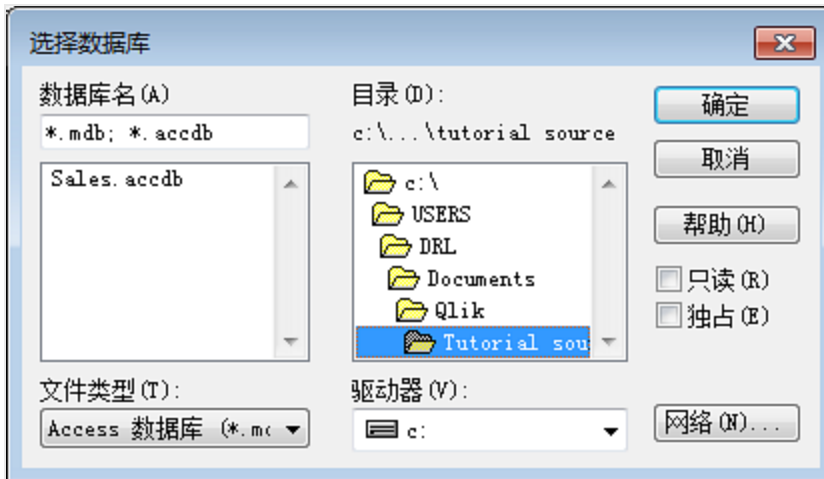 选择数据库
数据库名(A)
*.mdb; *.accdb
Sales.accdb
文件类型(T):
Access 数据库 (*.m
目录(D):
c:\...\tutorial source
c:\
USERS
DRL
Documents
Qlik
Tutorial sou
驱动器(V):
c:
确定
取消
帮助(H)
只读(R)
独占(E)
网络(N)...